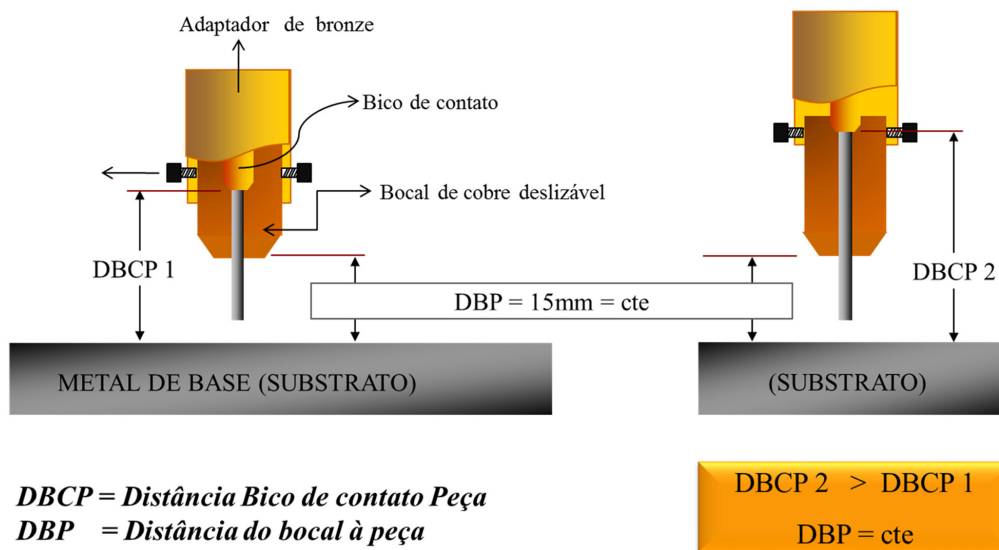 Adaptador de bronze
Bico de contato
Bocal de cobre deslizável
DBCP 1
DBCP 2
DBP = 15mm = cte
METAL DE BASE (SUBSTRATO)
(SUBSTRATO)
DBCP = Distância Bico de contato Peça
DBP = Distância do bocal à peça
DBCP 2 > DBCP 1
DBP = cte